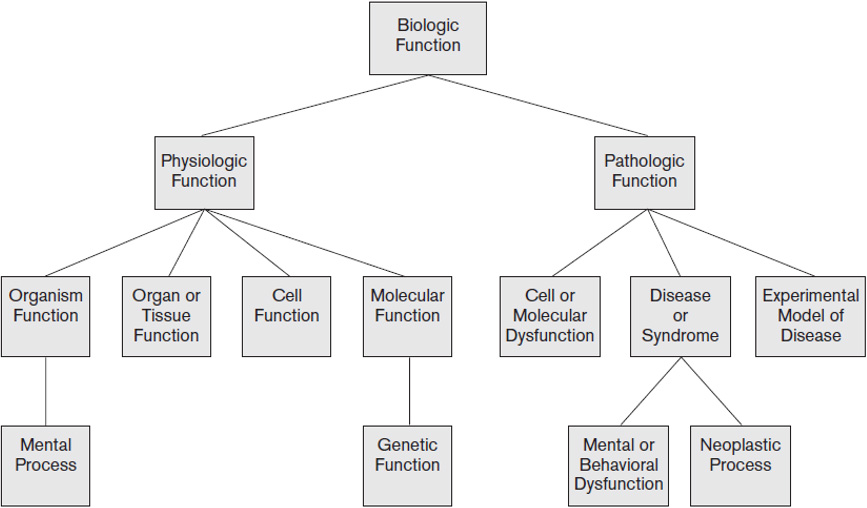 Biologic
Function
Physiologic
Function
Pathologic
Function
Organism
Function
Organ or
Tissue
Function
Cell
Function
Molecular
Function
Cell or
Molecular
Dysfunction
Disease
or
Syndrome
Experimental
Model of
Disease
Mental
Process
Genetic
Function
Mental or
Behavioral
Dysfunction
Neoplastic
Process